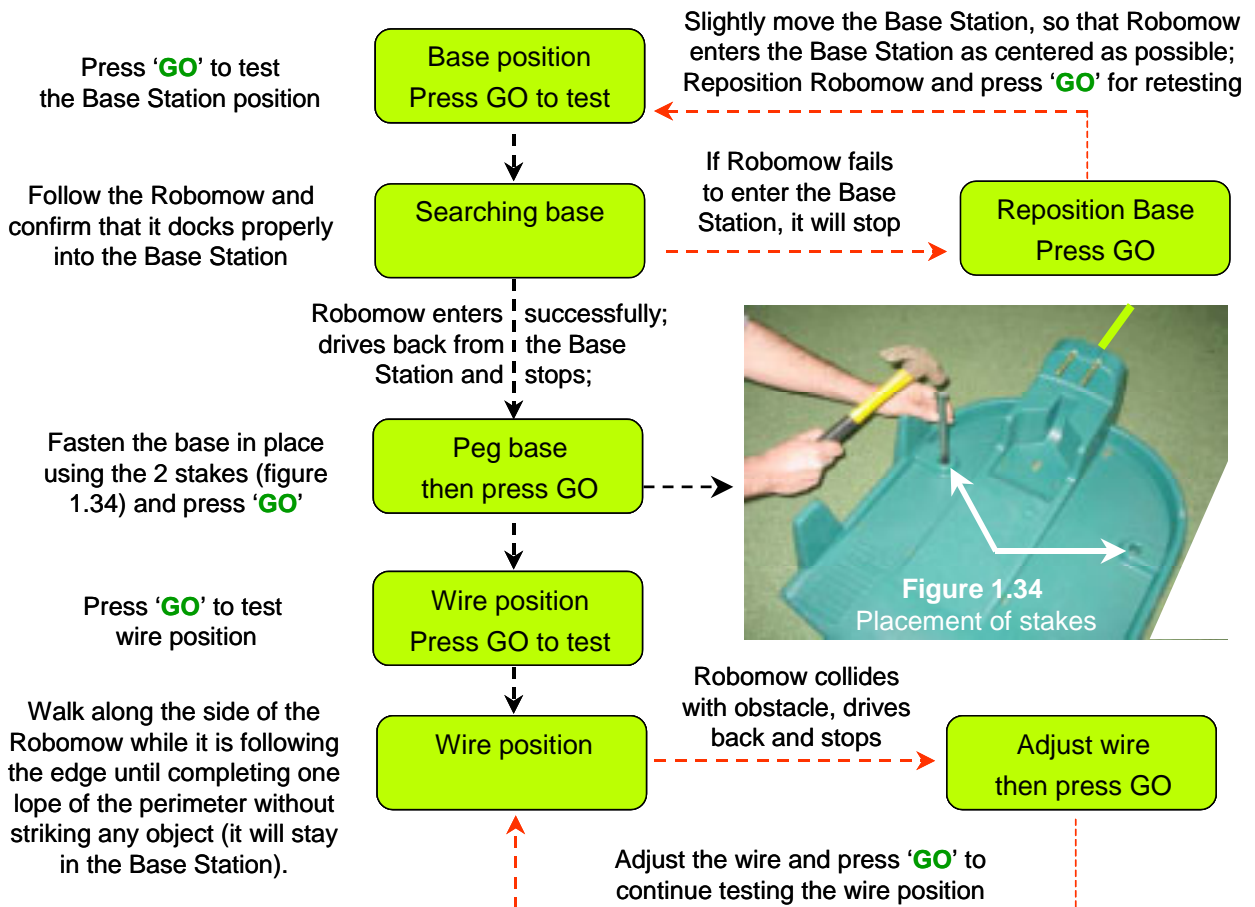 Slightly move the Base Station, so that Robomow
enters the Base Station as centered as possible;
Reposition Robomow and press ‘GO’ for retesting
Press ‘GO’ to test
the Base Station position
Base position
Press GO to test
Follow the Robomow and
confirm that it docks properly
into the Base Station
Searching base
If Robomow fails
to enter the Base
Station, it will stop
Reposition Base
Press GO
Robomow enters successfully;
drives back from the Base
Station and stops;
Fasten the base in place
using the 2 stakes (figure
1.34) and press ‘GO’
Peg base
then press GO
Figure 1.34
Placement of stakes
Press ‘GO’ to test
wire position
Wire position
Press GO to test
Walk along the side of the
Robomow while it is following
the edge until completing one
lope of the perimeter without
striking any object (it will stay
in the Base Station).
Wire position
Robomow collides
with obstacle, drives
back and stops
Adjust wire
then press GO
Adjust the wire and press ‘GO’ to
continue testing the wire position